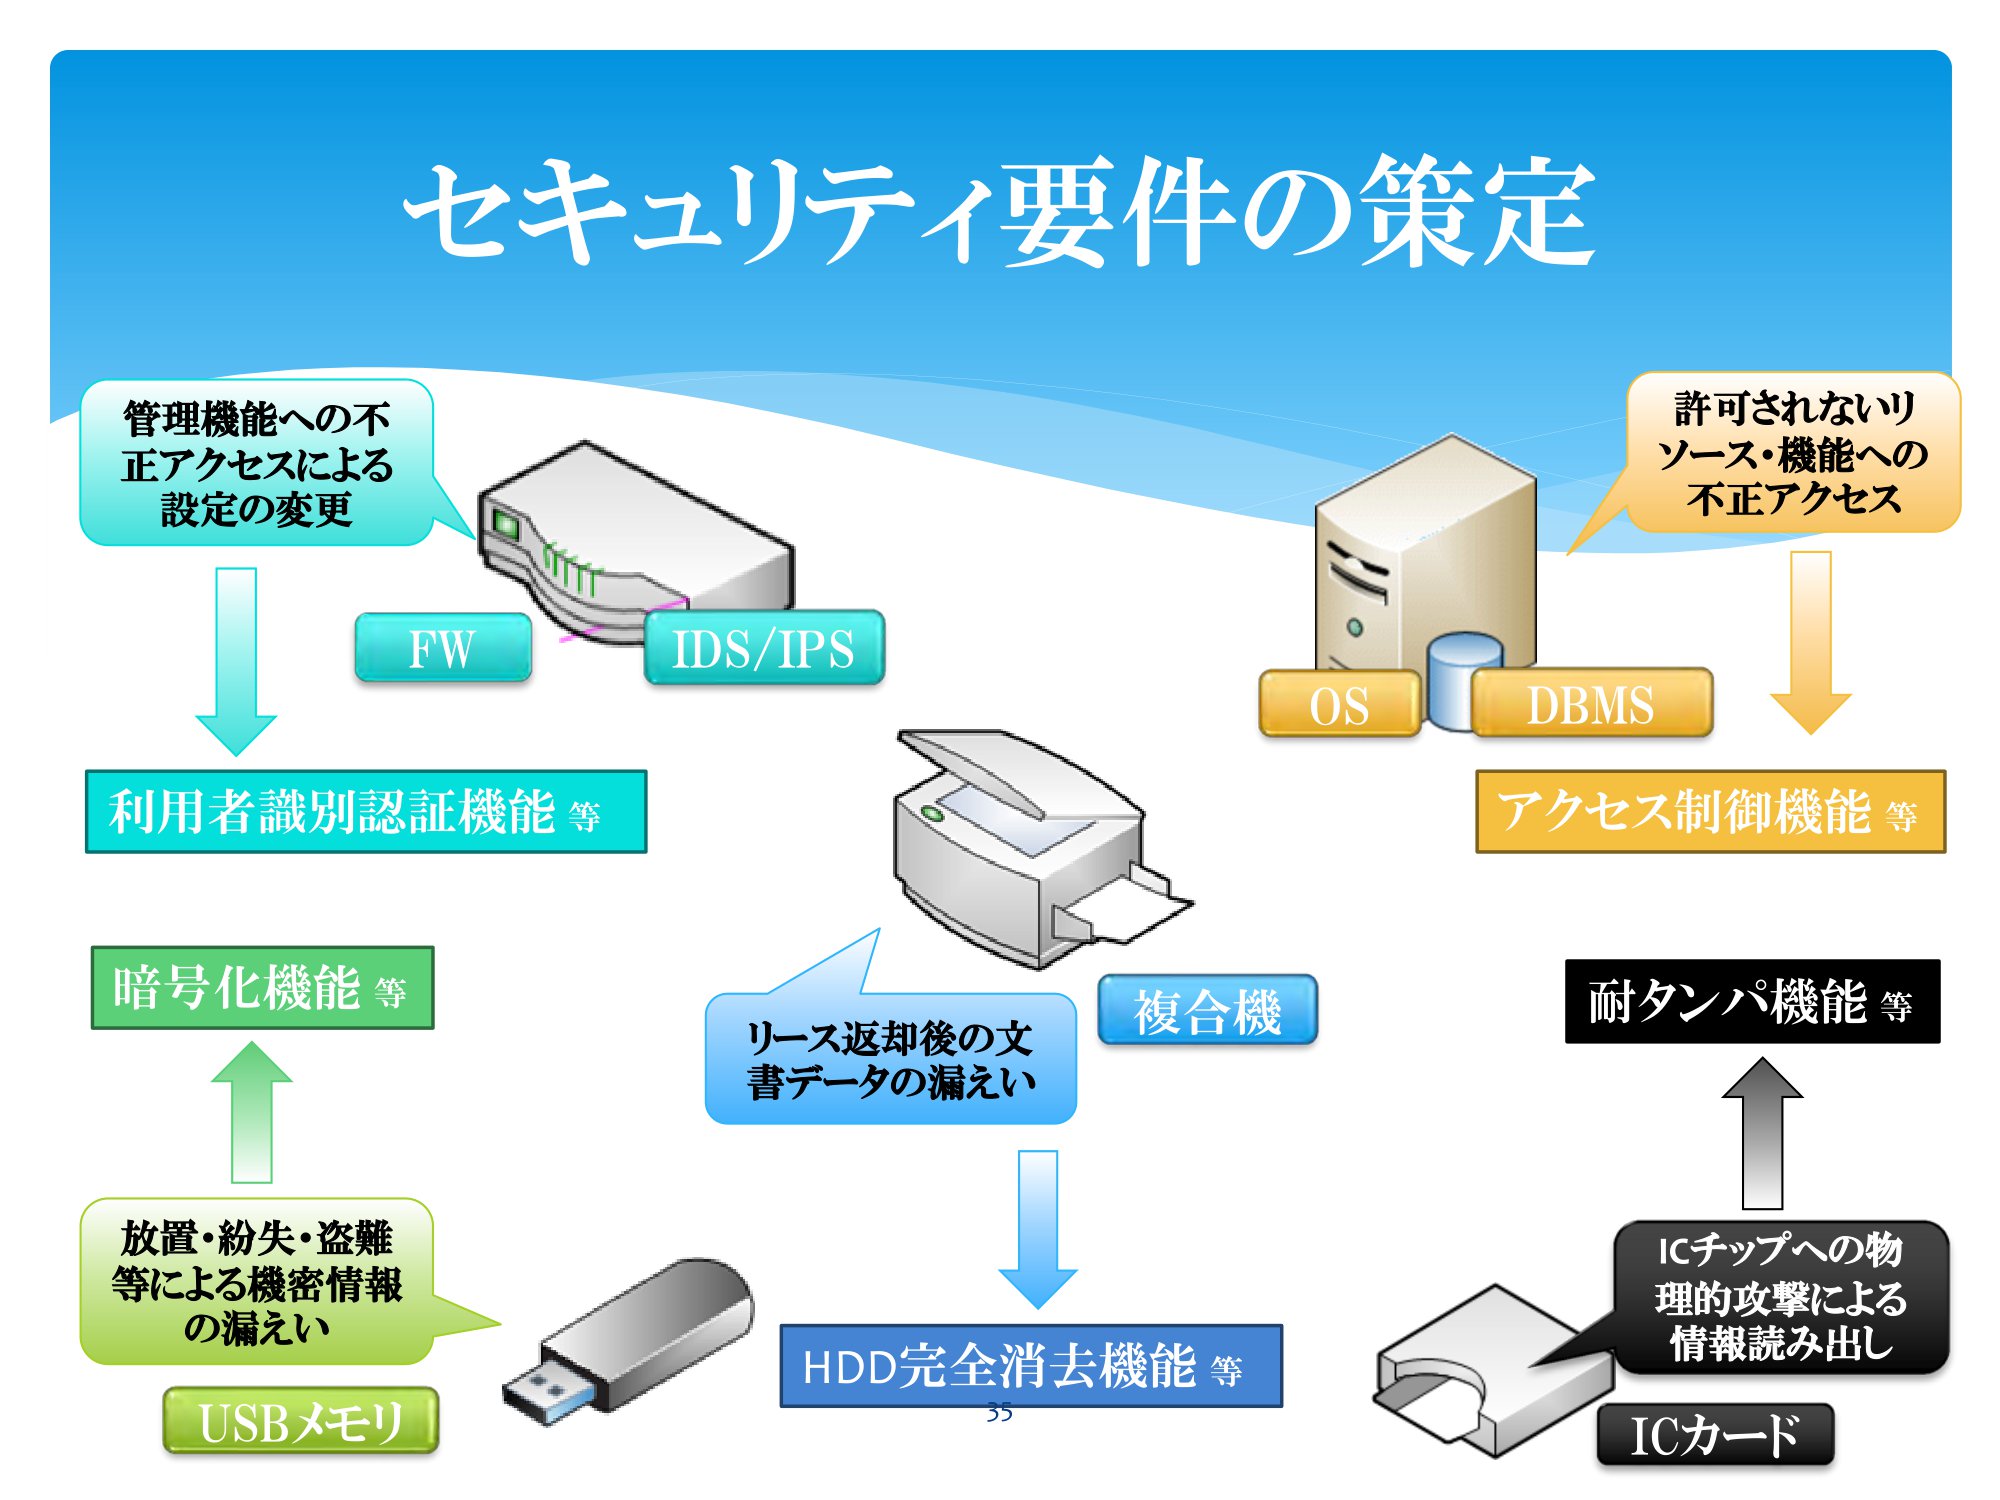 セキュリティ要件の策定
管理機能への不
正アクセスによる
設定の変更
FW
IDS/IPS
利用者識別認証機能 等
許可されないリ
ソース・機能への
不正アクセス
OS
DBMS
アクセス制御機能 等
複合機
リース返却後の文
書データの漏えい
HDD完全消去機能 等
暗号化機能 等
放置・紛失・盗難
等による機密情報
の漏えい
USBメモリ
耐タンパ機能 等
ICチップへの物
理的攻撃による
情報読み出し
ICカード
35